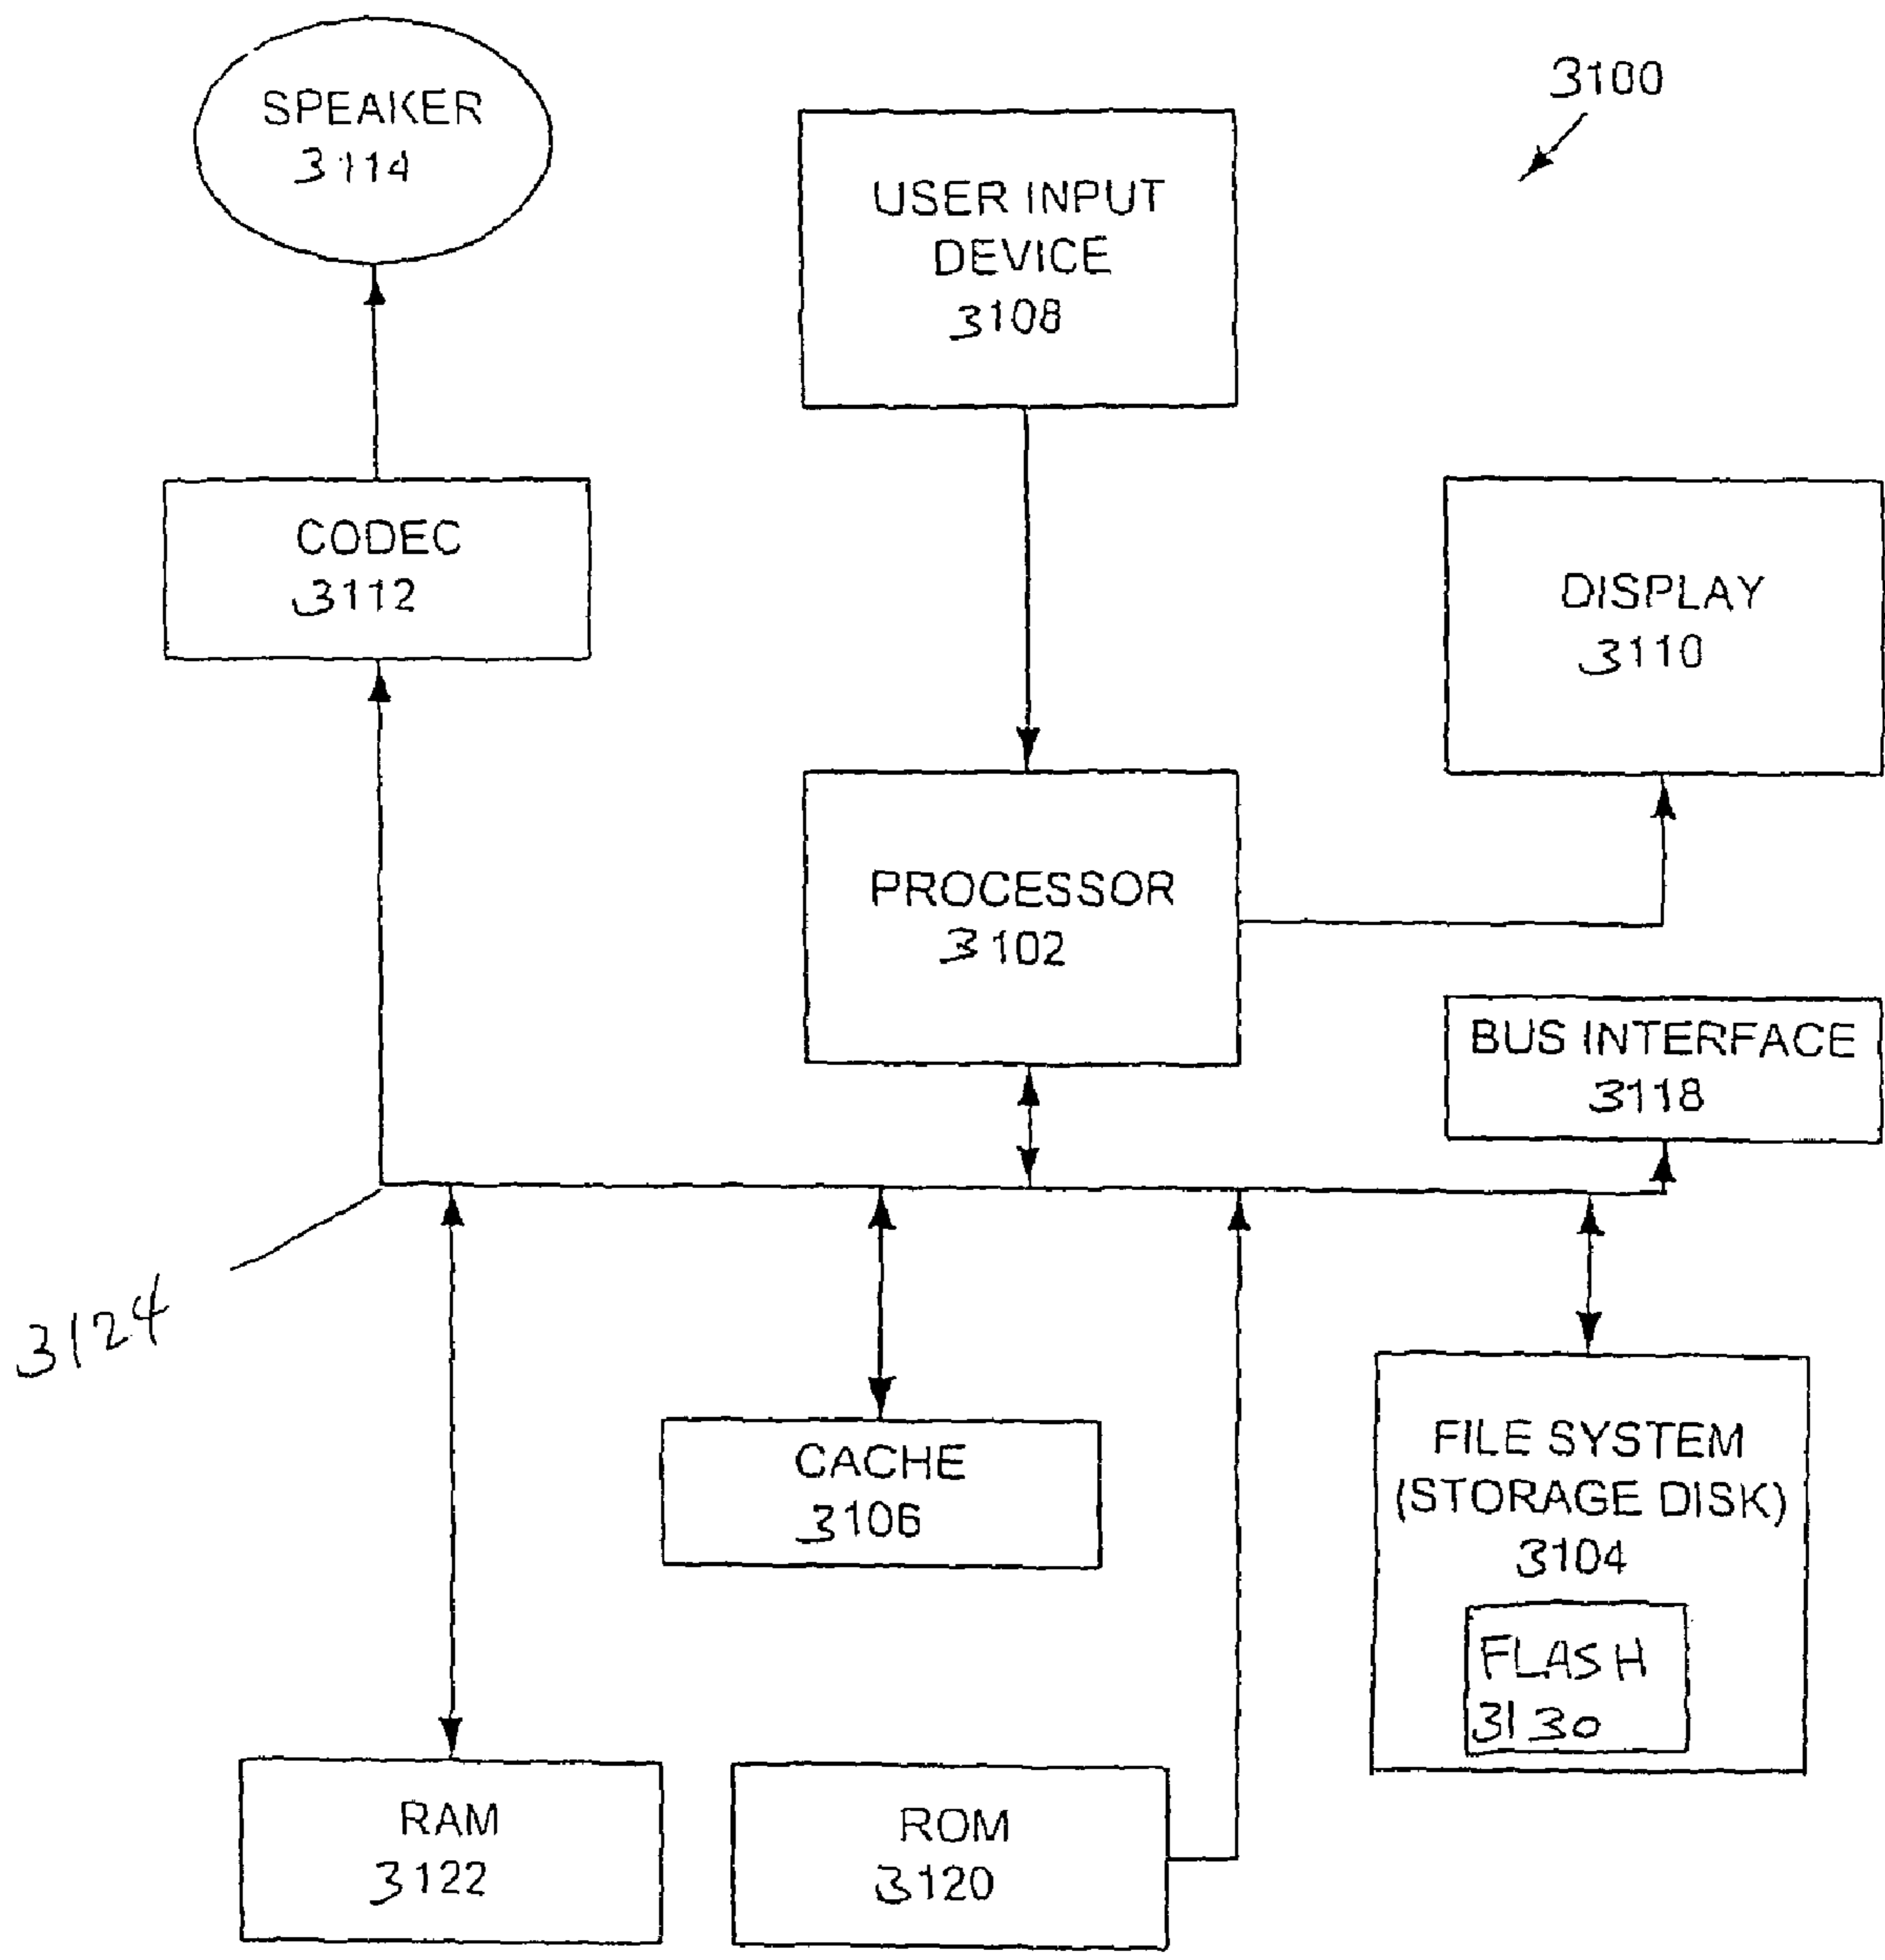 SPEAKER
3114
3100
USER INPUT
DEVICE
3108
CODEC
3112
DISPLAY
3110
PROCESSOR
3102
BUS INTERFACE
3118
3124
CACHE
3106
FILE SYSTEM
(STORAGE DISK)
3104
FLASH
3130
RAM
3122
ROM
3120